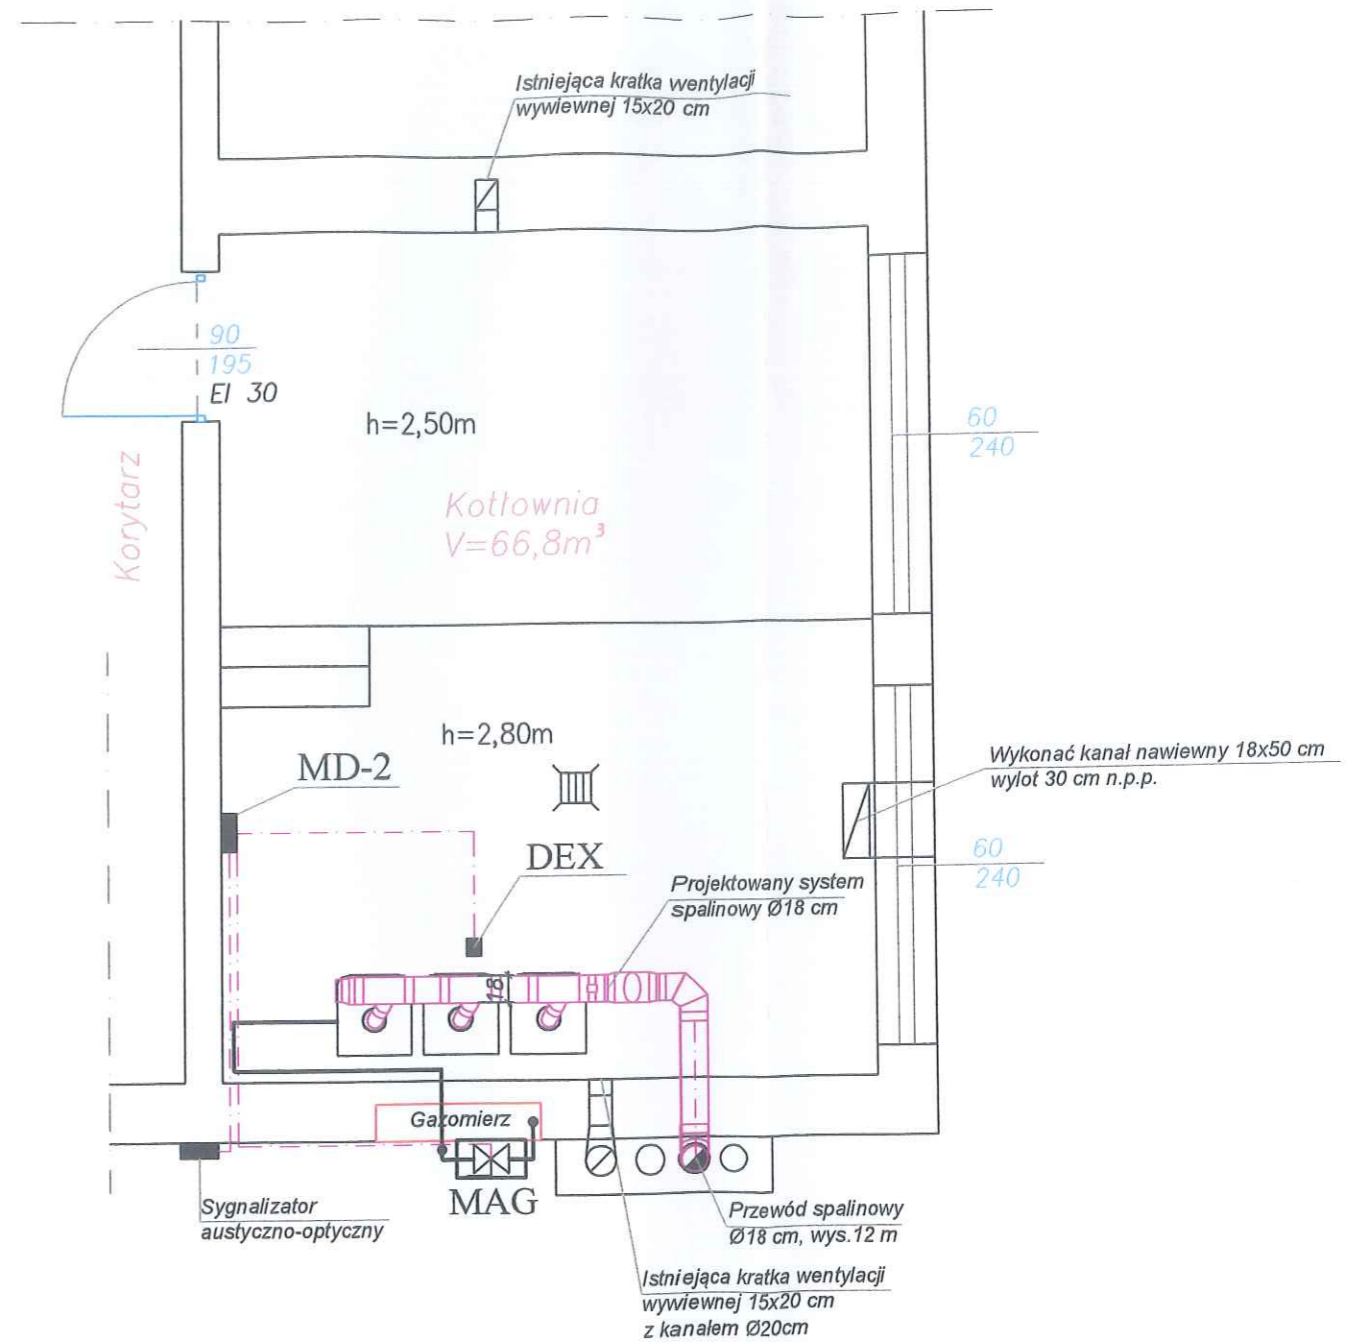 Istniejąca kratka wentylacji
wywiewnej 15x20 cm
90
195
EI 30
h=2,50m
60
240
Korytarz
Kotłownia
V=66,8m³
h=2,80m
MD-2
Wykonać kanał nawiewny 18x50 cm
wylot 30 cm n.p.p.
60
240
DEX
Projektowany system
spalinowy Ø18 cm
18
Gazomierz
MAG
Sygnalizator
austyczno-optyczny
Przewód spalinowy
Ø18 cm, wys.12 m
Istniejąca kratka wentylacji
wywiewnej 15x20 cm
z kanałem Ø20cm